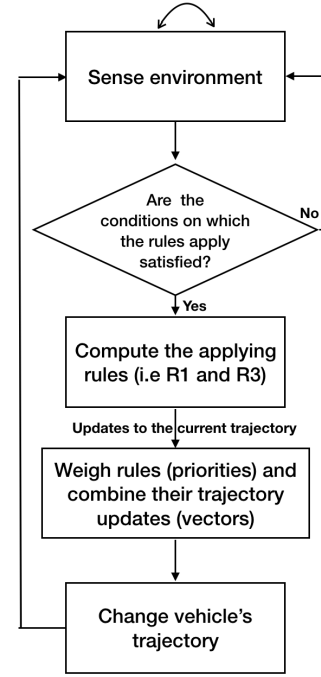 Sense environment
Are the
conditions on which
the rules apply
satisfied?
No
Yes
Compute the applying
rules (i.e R1 and R3)
Updates to the current trajectory
Weigh rules (priorities) and
combine their trajectory
updates (vectors)
Change vehicle's
trajectory